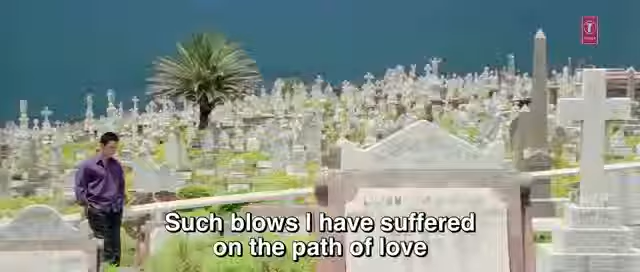 Such blows I have suffered
on the path of love